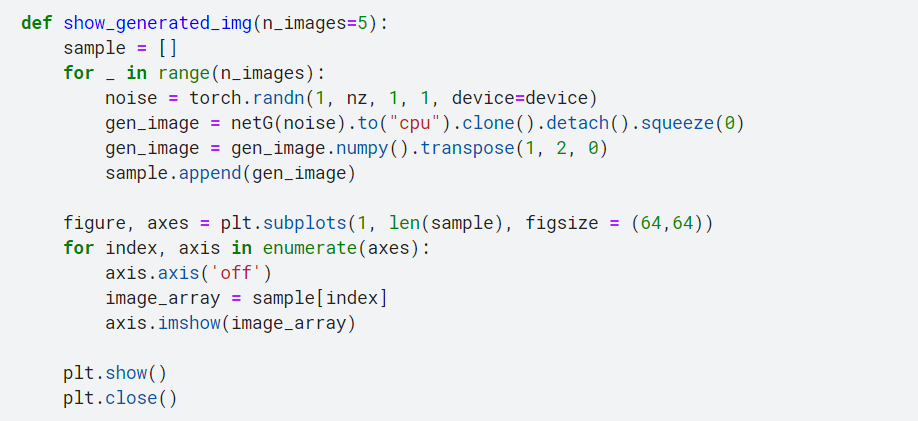 def show_generated_img(n_images=5):
    sample = []
    for _ in range(n_images):
        noise = torch.randn(1, nz, 1, 1, device=device)
        gen_image = netG(noise).to("cpu").clone().detach().squeeze(0)
        gen_image = gen_image.numpy().transpose(1, 2, 0)
        sample.append(gen_image)

    figure, axes = plt.subplots(1, len(sample), figsize = (64,64))
    for index, axis in enumerate(axes):
        axis.axis('off')
        image_array = sample[index]
        axis.imshow(image_array)

    plt.show()
    plt.close()